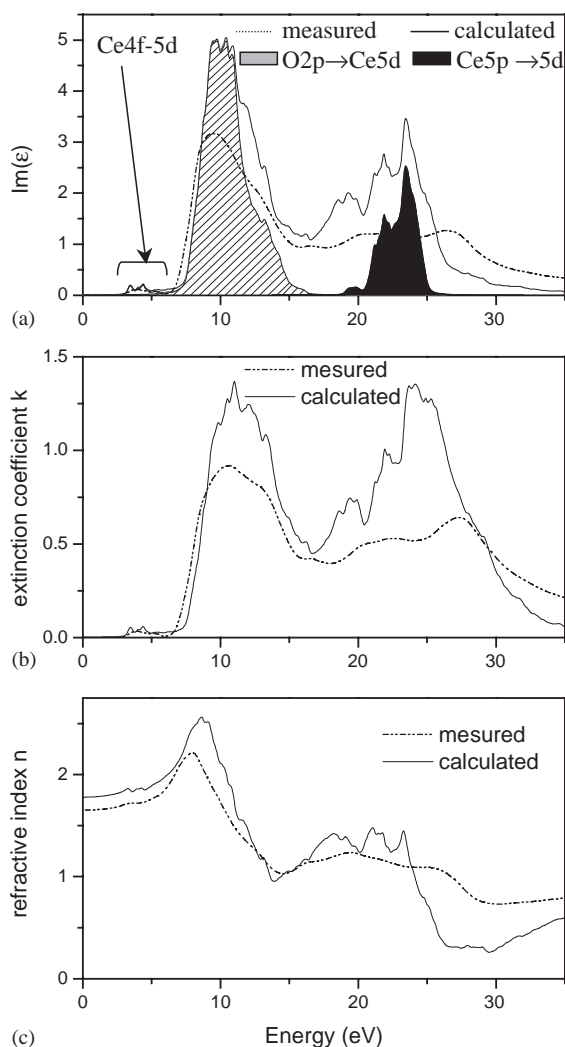 Ce4f-5d
measured
calculated
O2p→Ce5d
Ce5p →5d
Im(ε)
5
4
3
2
1
0
0
10
20
30
(a)
mesured
calculated
extinction coefficient k
1.5
1.0
0.5
0.0
0
10
20
30
(b)
mesured
calculated
refractive index n
2
1
0
0
10
20
30
(c)
Energy (eV)